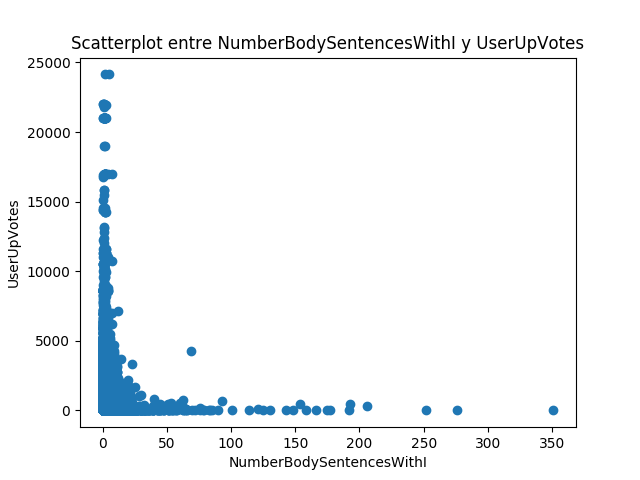 Scatterplot entre NumberBodySentencesWithI y UserUpVotes
25000
20000
15000
10000
5000
0
UserUpVotes
0 50 100 150 200 250 300 350
NumberBodySentencesWithI